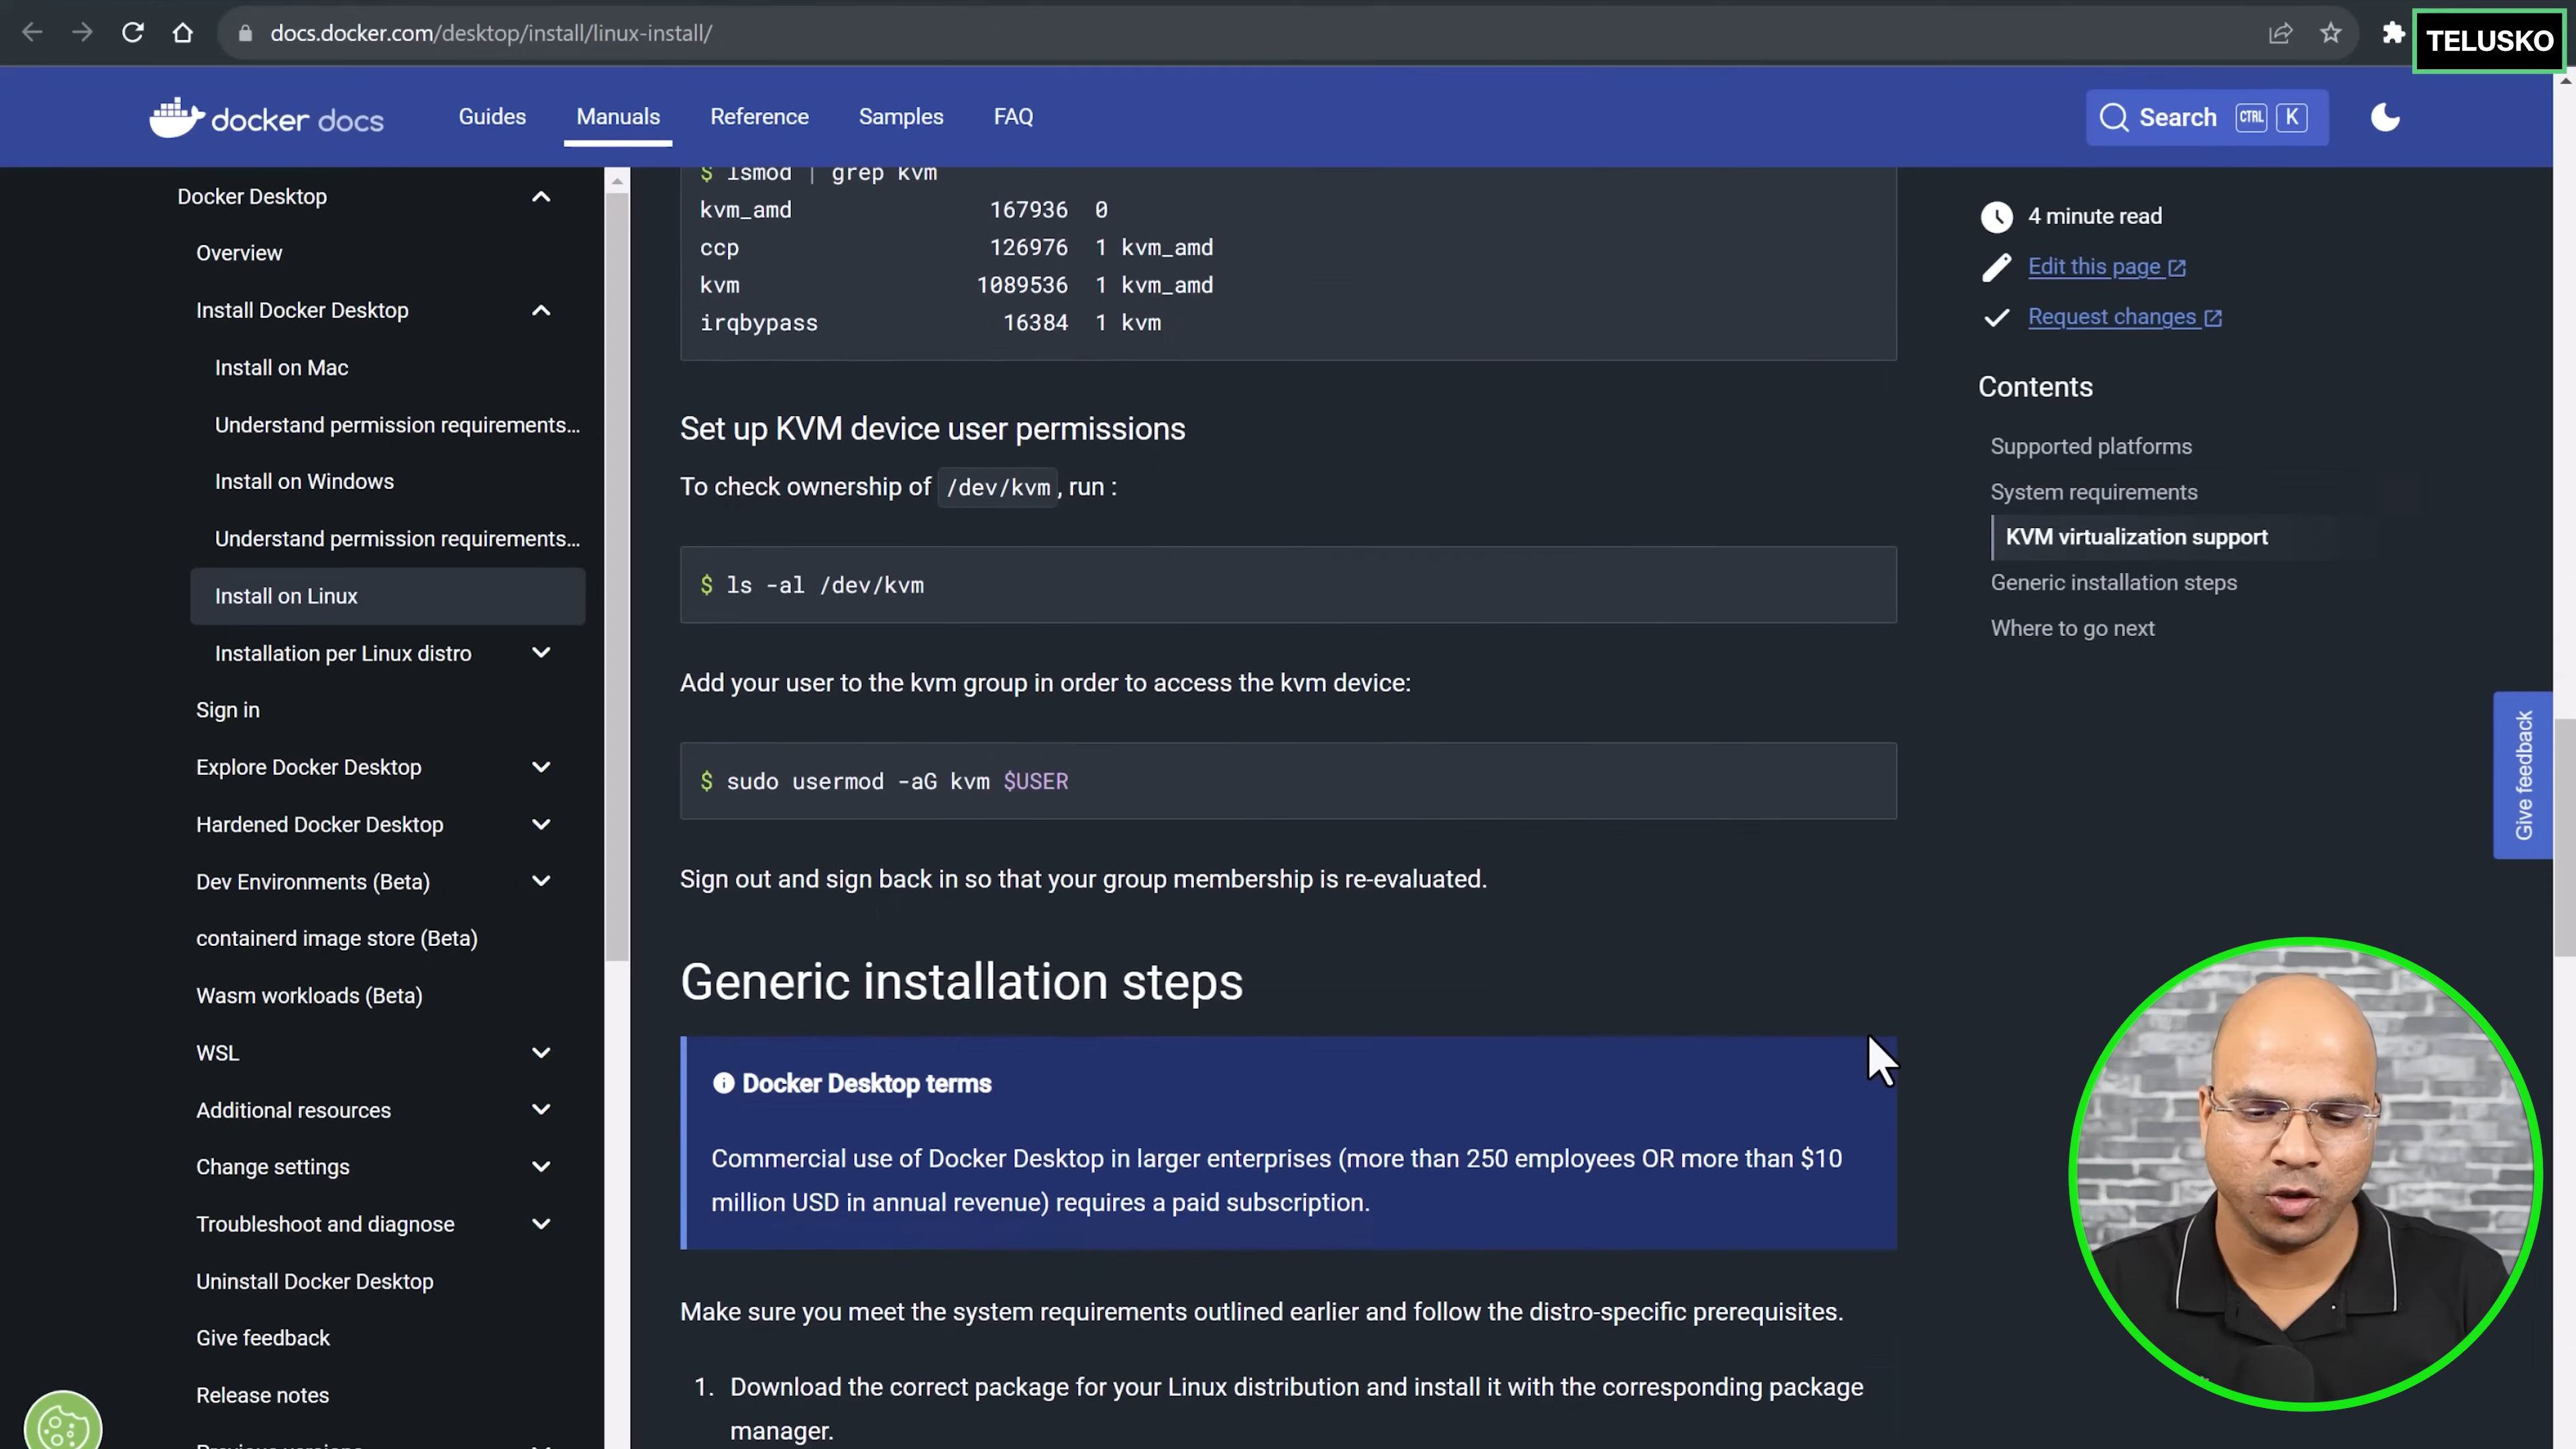 docs.docker.com/desktop/install/linux-install/
TELUSKO
docker docs
Guides
Manuals
Reference
Samples
FAQ
Search CTRL K
Docker Desktop
Overview
Install Docker Desktop
Install on Mac
Understand permission requirements...
Install on Windows
Understand permission requirements...
Install on Linux
Installation per Linux distro
Sign in
Explore Docker Desktop
Hardened Docker Desktop
Dev Environments (Beta)
containerd image store (Beta)
Wasm workloads (Beta)
WSL
Additional resources
Change settings
Troubleshoot and diagnose
Uninstall Docker Desktop
Give feedback
Release notes
$ lsmod | grep kvm
kvm_amd 167936 0
ccp 126976 1 kvm_amd
kvm 1089536 1 kvm_amd
irqbypass 16384 1 kvm
Set up KVM device user permissions
To check ownership of /dev/kvm, run :
$ ls -al /dev/kvm
Add your user to the kvm group in order to access the kvm device:
$ sudo usermod -aG kvm $USER
Sign out and sign back in so that your group membership is re-evaluated.
Generic installation steps
Docker Desktop terms
Commercial use of Docker Desktop in larger enterprises (more than 250 employees OR more than $10
million USD in annual revenue) requires a paid subscription.
Make sure you meet the system requirements outlined earlier and follow the distro-specific prerequisites.
1. Download the correct package for your Linux distribution and install it with the corresponding package
manager.
4 minute read
Edit this page
Request changes
Contents
Supported platforms
System requirements
KVM virtualization support
Generic installation steps
Where to go next
Give feedback